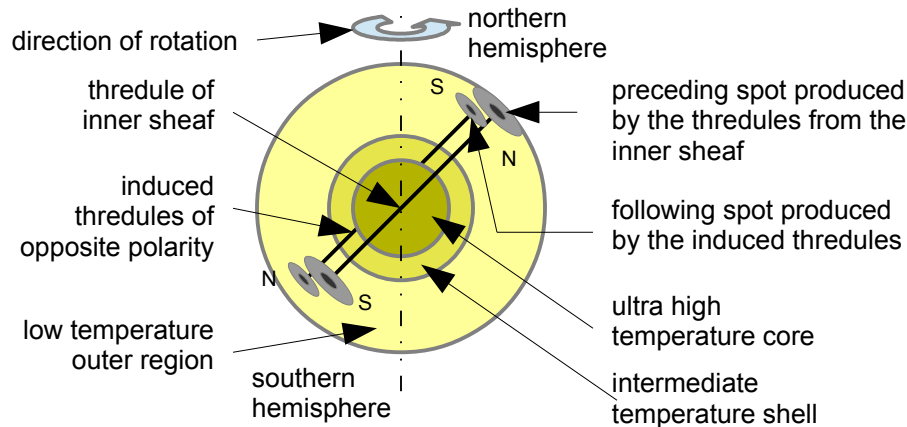 direction of rotation
northern
hemisphere
thredule of
inner sheaf
S
N
preceding spot produced
by the thredules from the
inner sheaf
induced
thredules of
opposite polarity
following spot produced
by the induced thredules
N
S
low temperature
outer region
southern
hemisphere
ultra high
temperature core
intermediate
temperature shell